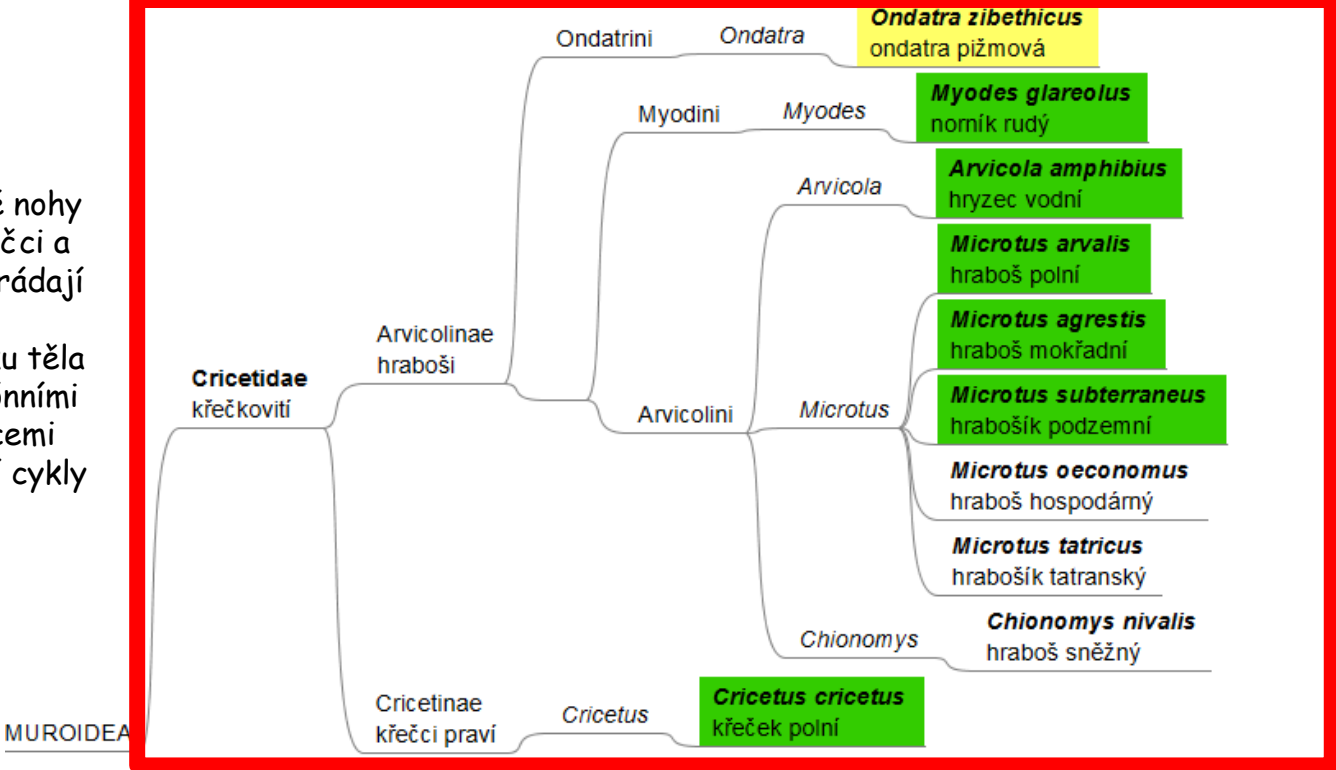 é nohy
čci a
rádají
u těla
ónními
cemi
í cykly
MUROIDEA
Cricetidae
křečkovití
Arvicolinae
hraboši
Ondatrini
Ondatra
Ondatra zibethicus
ondatra pižmová
Myodini
Myodes
Myodes glareolus
norník rudý
Arvicolini
Arvicola
Arvicola amphibius
hryzec vodní
Microtus
Microtus arvalis
hraboš polní
Microtus agrestis
hraboš mokřadní
Microtus subterraneus
hrabošík podzemní
Microtus oeconomus
hraboš hospodárný
Microtus tatricus
hrabošík tatranský
Chionomys
Chionomys nivalis
hraboš sněžný
Cricetinae
křečci praví
Cricetus
Cricetus cricetus
křeček polní